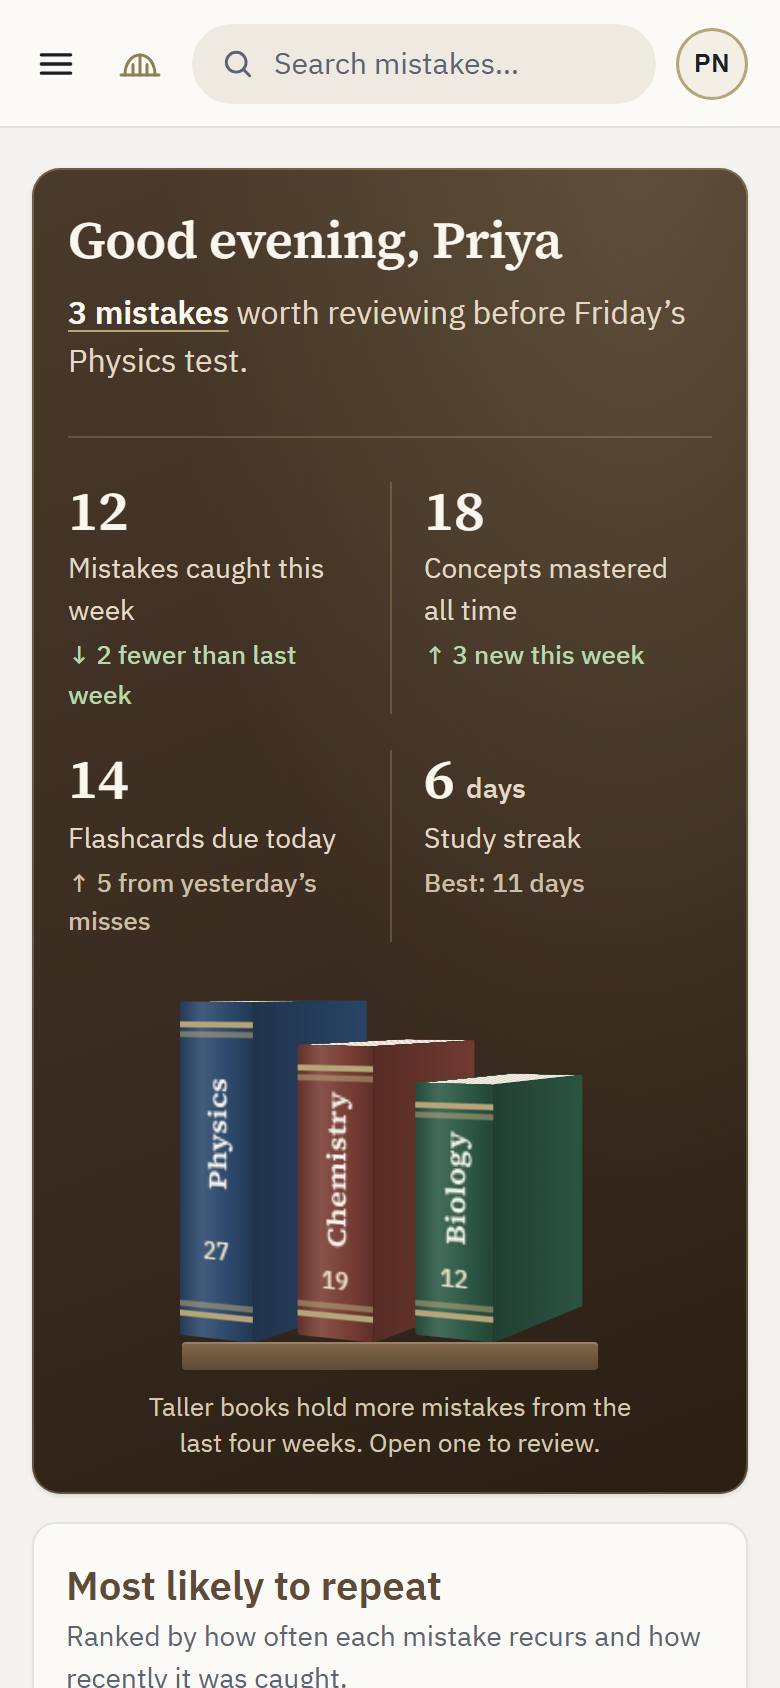 Search mistakes...
PN
Good evening, Priya
3 mistakes worth reviewing before Friday’s
Physics test.
12
Mistakes caught this
week
↓ 2 fewer than last
week
18
Concepts mastered
all time
↑ 3 new this week
14
Flashcards due today
↑ 5 from yesterday’s
misses
6 days
Study streak
Best: 11 days
Physics
27
Chemistry
19
Biology
12
Taller books hold more mistakes from the
last four weeks. Open one to review.
Most likely to repeat
Ranked by how often each mistake recurs and how
recently it was caught.